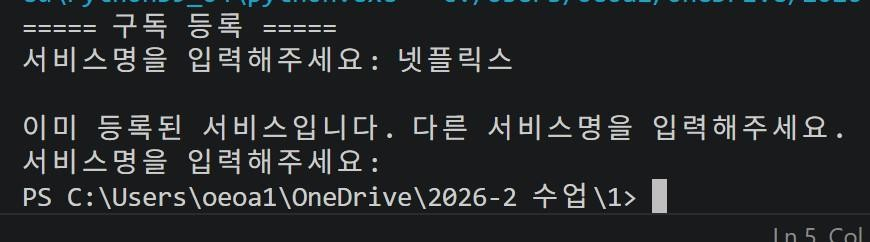 ===== 구독 등록 =====
서비스명을 입력해주세요: 넷플릭스
이미 등록된 서비스입니다. 다른 서비스명을 입력해주세요.
서비스명을 입력해주세요:
PS C:\Users\oeoa1\OneDrive\2026-2 수업\1>
Ln 5, Col